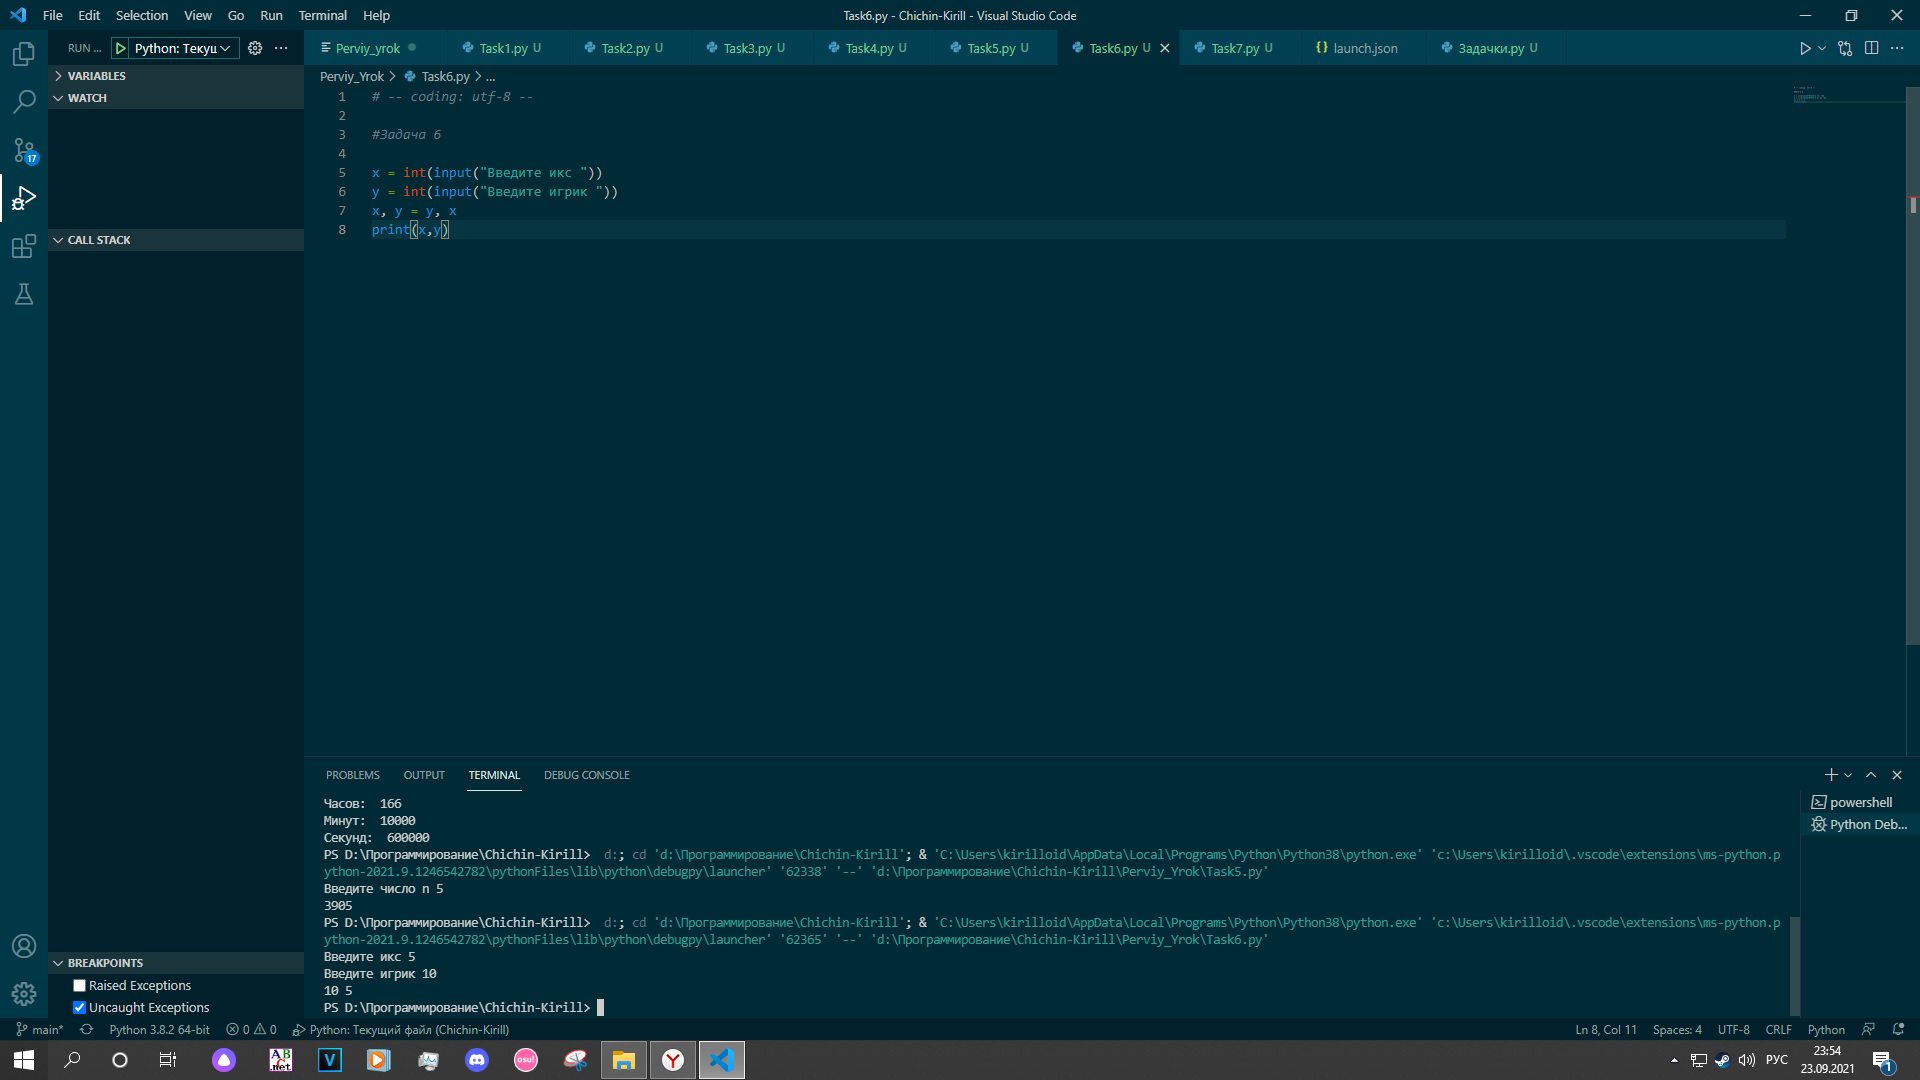 File Edit Selection View Go Run Terminal Help
Task6.py - Chichin-Kirill - Visual Studio Code
RUN ... Python: Текущ
Perviy_yrok Task1.py U Task2.py U Task3.py U Task4.py U Task5.py U Task6.py U Task7.py U {} launch.json Задачки.py U
VARIABLES
WATCH
17
CALL STACK
BREAKPOINTS
Raised Exceptions
Uncaught Exceptions
Perviy_Yrok > Task6.py > ...
1 # -- coding: utf-8 --
2
3 #Задача 6
4
5 x = int(input("Введите икс "))
6 y = int(input("Введите игрик "))
7 x, y = y, x
8 print(x,y)
PROBLEMS OUTPUT TERMINAL DEBUG CONSOLE
powershell
Python Deb...
Часов:  166
Минут:  10000
Секунд:  600000
PS D:\Программирование\Chichin-Kirill>  d:; cd 'd:\Программирование\Chichin-Kirill'; & 'C:\Users\kirilloid\AppData\Local\Programs\Python\Python38\python.exe' 'c:\Users\kirilloid\.vscode\extensions\ms-python.p
ython-2021.9.1246542782\pythonFiles\lib\python\debugpy\launcher' '62338' '--' 'd:\Программирование\Chichin-Kirill\Perviy_Yrok\Task5.py'
Введите число n 5
3905
PS D:\Программирование\Chichin-Kirill>  d:; cd 'd:\Программирование\Chichin-Kirill'; & 'C:\Users\kirilloid\AppData\Local\Programs\Python\Python38\python.exe' 'c:\Users\kirilloid\.vscode\extensions\ms-python.p
ython-2021.9.1246542782\pythonFiles\lib\python\debugpy\launcher' '62365' '--' 'd:\Программирование\Chichin-Kirill\Perviy_Yrok\Task6.py'
Введите икс 5
Введите игрик 10
10 5
PS D:\Программирование\Chichin-Kirill>
main* Python 3.8.2 64-bit 0 0 Python: Текущий файл (Chichin-Kirill) Ln 8, Col 11 Spaces: 4 UTF-8 CRLF Python
AB .net V osu! Y РУС 23:54
23.09.2021 1